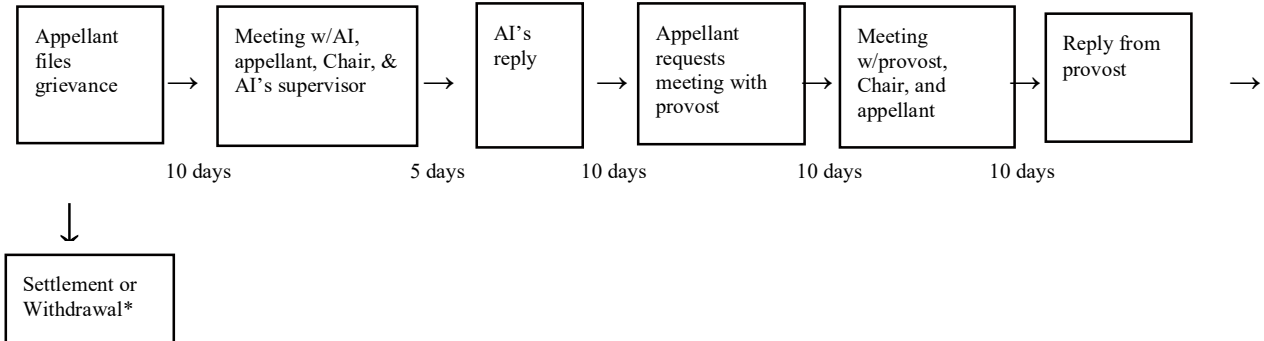 Appellant
files
grievance
Meeting w/AI,
appellant, Chair, &
AI’s supervisor
AI’s
reply
Appellant
requests
meeting with
provost
Meeting
w/provost,
Chair, and
appellant
Reply from
provost
10 days
5 days
10 days
10 days
10 days
Settlement or
Withdrawal*